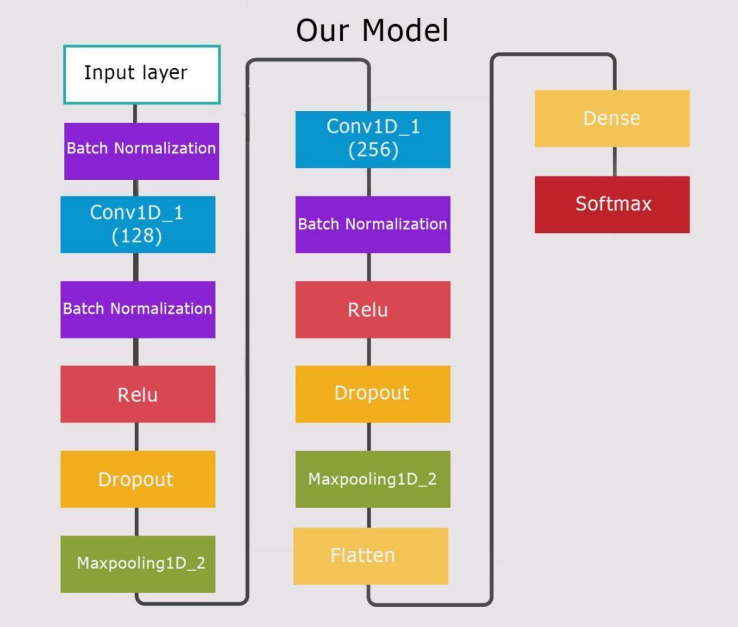 Our Model
Input layer
Batch Normalization
Conv1D_1
(128)
Batch Normalization
Relu
Dropout
Maxpooling1D_2
Conv1D_1
(256)
Batch Normalization
Relu
Dropout
Maxpooling1D_2
Flatten
Dense
Softmax